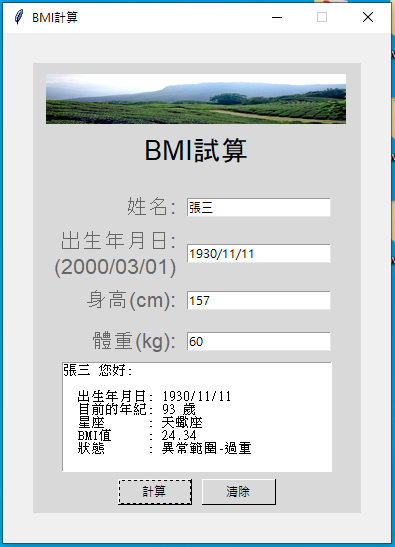 BMI計算
BMI試算
姓名:
張三
出生年月日:
(2000/03/01)
1930/11/11
身高(cm):
157
體重(kg):
60
張三 您好:
出生年月日: 1930/11/11
目前的年紀: 93 歲
星座 : 天蠍座
BMI值 : 24.34
狀態 : 異常範圍-過重
計算
清除